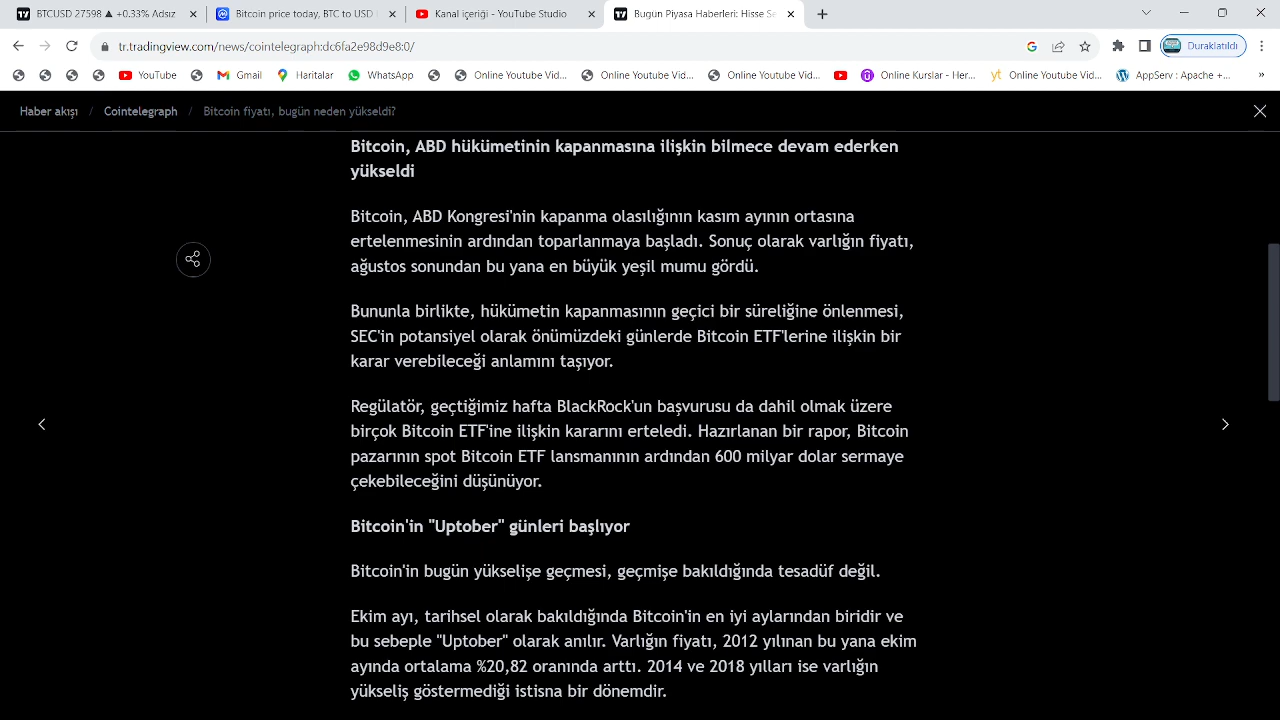 BTCUSD 27598 ▲ +0.33% Adsız
Bitcoin price today, BTC to USD l
Kanal içeriği - YouTube Studio
Bugün Piyasa Haberleri: Hisse Se
tr.tradingview.com/news/cointelegraph:dc6fa2e98d9e8:0/
Duraklatıldı
YouTube
Gmail
Haritalar
WhatsApp
Online Youtube Vid...
Online Youtube Vid...
Online Youtube Vid...
Online Kurslar - Her...
yt Online Youtube Vid...
AppServ : Apache +...
»
Haber akışı / Cointelegraph / Bitcoin fiyatı, bugün neden yükseldi?
Bitcoin, ABD hükümetinin kapanmasına ilişkin bilmece devam ederken
yükseldi
Bitcoin, ABD Kongresi'nin kapanma olasılığının kasım ayının ortasına
ertelenmesinin ardından toparlanmaya başladı. Sonuç olarak varlığın fiyatı,
ağustos sonundan bu yana en büyük yeşil mumu gördü.
Bununla birlikte, hükümetin kapanmasının geçici bir süreliğine önlenmesi,
SEC'in potansiyel olarak önümüzdeki günlerde Bitcoin ETF'lerine ilişkin bir
karar verebileceği anlamını taşıyor.
Regülatör, geçtiğimiz hafta BlackRock'un başvurusu da dahil olmak üzere
birçok Bitcoin ETF'ine ilişkin kararını erteledi. Hazırlanan bir rapor, Bitcoin
pazarının spot Bitcoin ETF lansmanının ardından 600 milyar dolar sermaye
çekebileceğini düşünüyor.
Bitcoin'in "Uptober" günleri başlıyor
Bitcoin'in bugün yükselişe geçmesi, geçmişe bakıldığında tesadüf değil.
Ekim ayı, tarihsel olarak bakıldığında Bitcoin'in en iyi aylarından biridir ve
bu sebeple "Uptober" olarak anılır. Varlığın fiyatı, 2012 yılınan bu yana ekim
ayında ortalama %20,82 oranında arttı. 2014 ve 2018 yılları ise varlığın
yükseliş göstermediği istisna bir dönemdir.